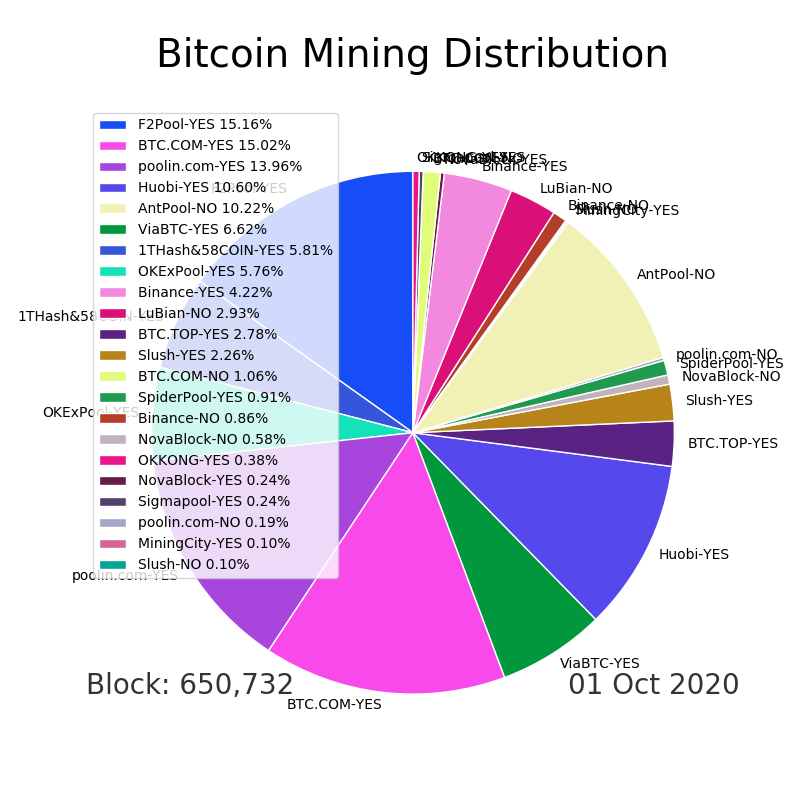 Bitcoin Mining Distribution
F2Pool-YES 15.16%
BTC.COM-YES 15.02%
poolin.com-YES 13.96%
Huobi-YES 10.60%
AntPool-NO 10.22%
ViaBTC-YES 6.62%
1THash&58COIN-YES 5.81%
OKExPool-YES 5.76%
Binance-YES 4.22%
LuBian-NO 2.93%
BTC.TOP-YES 2.78%
Slush-YES 2.26%
BTC.COM-NO 1.06%
SpiderPool-YES 0.91%
Binance-NO 0.86%
NovaBlock-NO 0.58%
OKKONG-YES 0.38%
NovaBlock-YES 0.24%
Sigmapool-YES 0.24%
poolin.com-NO 0.19%
MiningCity-YES 0.10%
Slush-NO 0.10%
Binance-YES
LuBian-NO
Binance-NO
MiningCity-YES
AntPool-NO
poolin.com-NO
SpiderPool-YES
NovaBlock-NO
Slush-YES
BTC.TOP-YES
Huobi-YES
ViaBTC-YES
BTC.COM-YES
poolin.com-YES
OKExPool-YES
1THash&58COIN-YES
Block: 650,732
01 Oct 2020